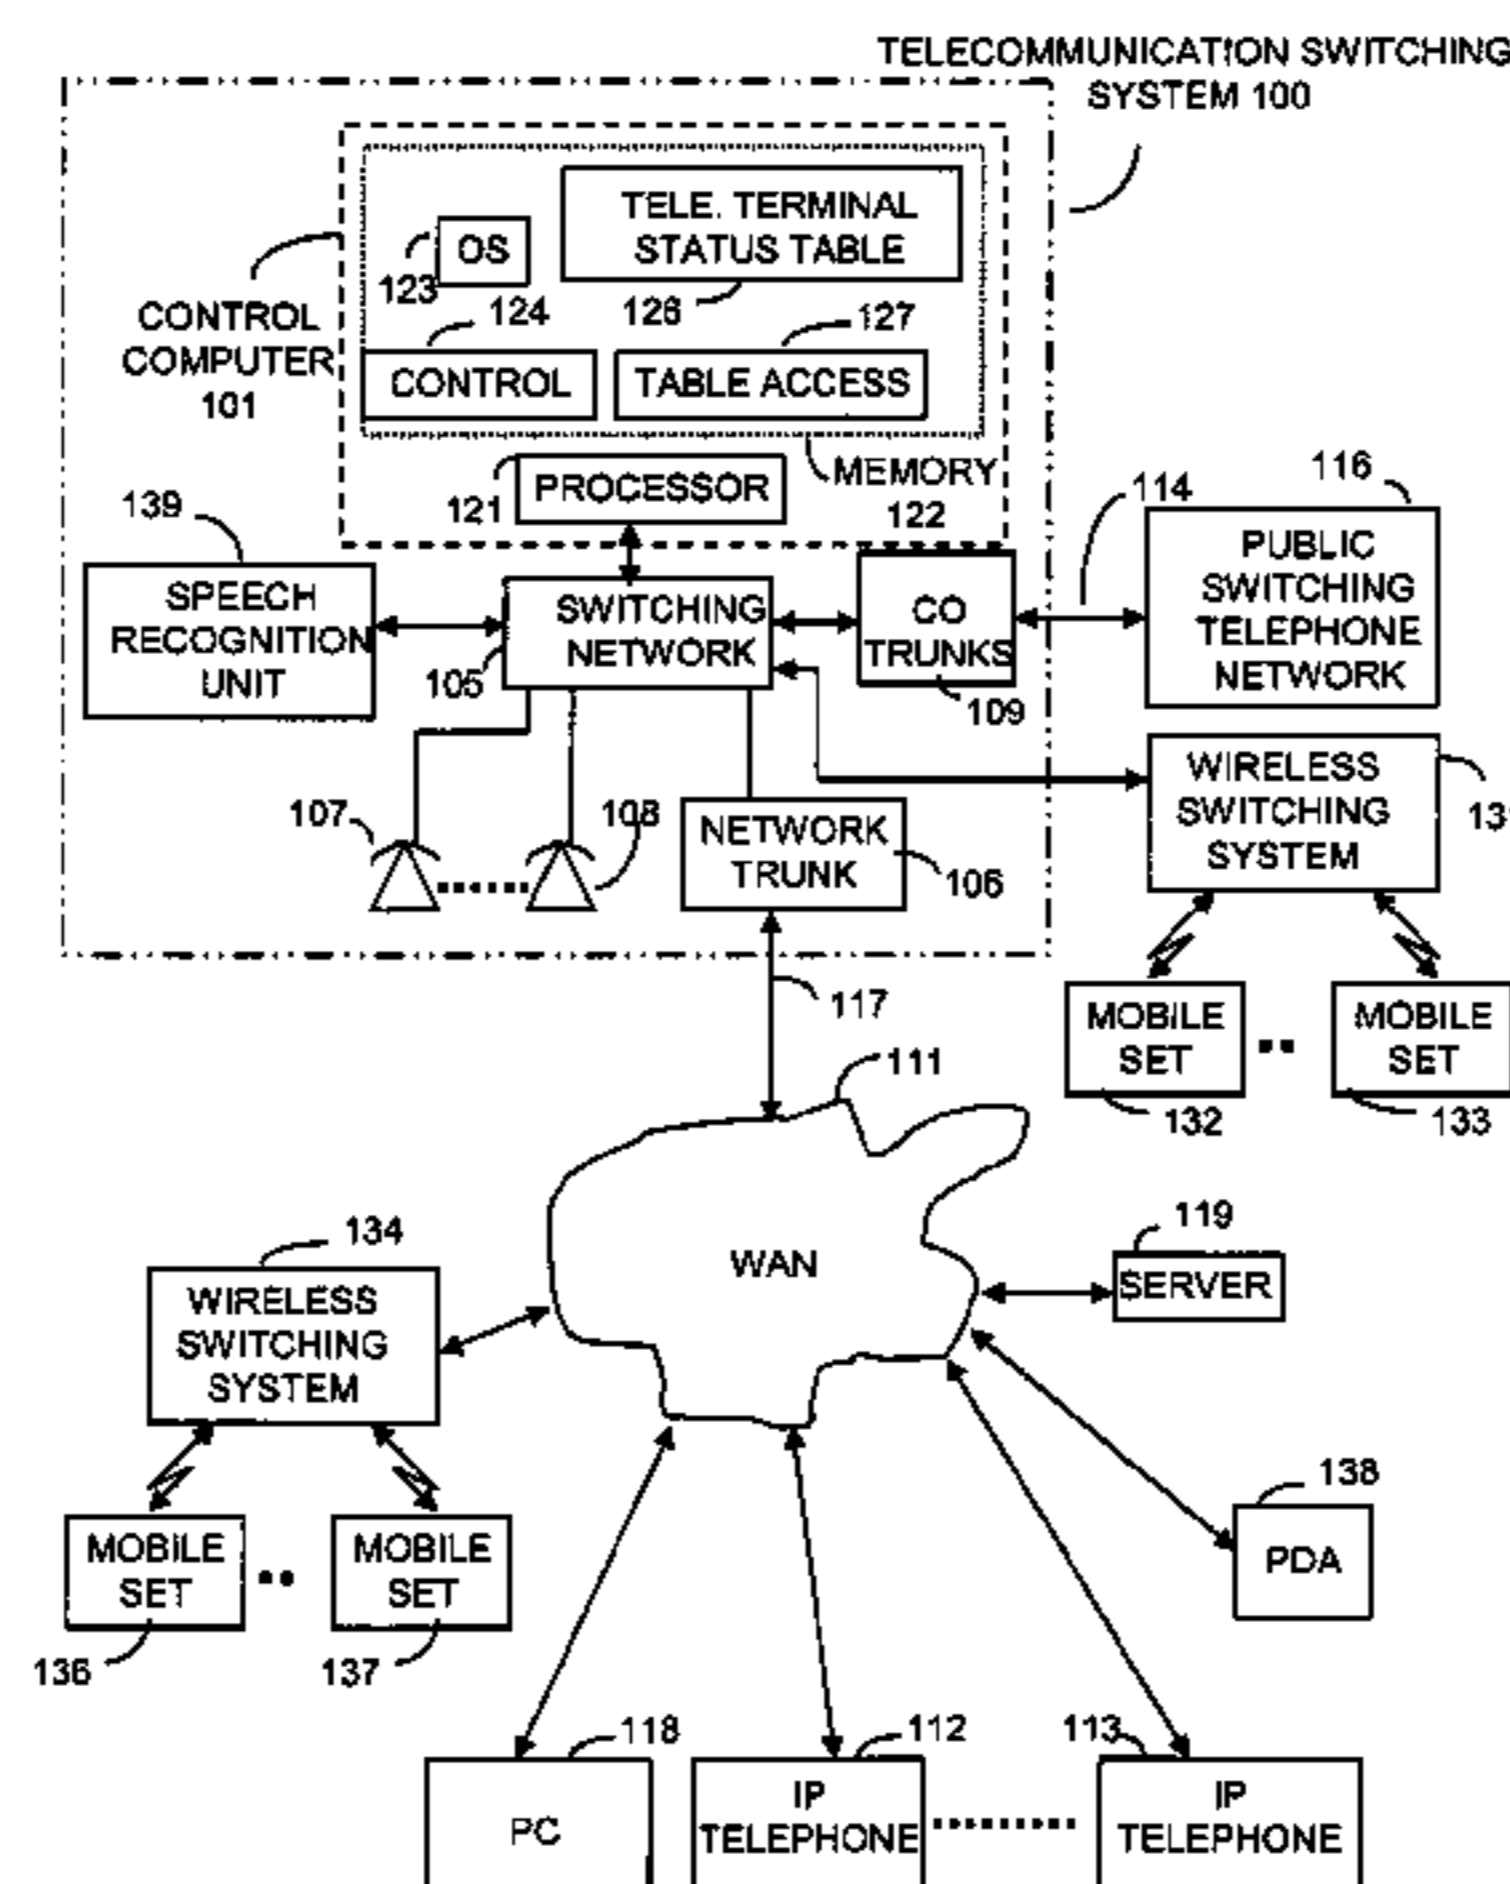 TELECOMMUNICATION SWITCHING
SYSTEM 100
TELE. TERMINAL
STATUS TABLE
OS
123
124
126
127
CONTROL
COMPUTER
101
CONTROL
TABLE ACCESS
MEMORY
122
PROCESSOR
121
139
114
116
SPEECH
RECOGNITION
UNIT
SWITCHING
NETWORK
105
CO
TRUNKS
109
PUBLIC
SWITCHING
TELEPHONE
NETWORK
WIRELESS
SWITCHING
SYSTEM
107
108
NETWORK
TRUNK
106
117
MOBILE
SET
132
MOBILE
SET
133
111
WAN
119
SERVER
134
WIRELESS
SWITCHING
SYSTEM
138
PDA
MOBILE
SET
136
MOBILE
SET
137
118
PC
112
IP
TELEPHONE
113
IP
TELEPHONE